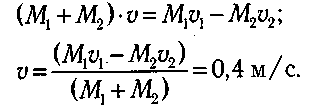 (M₁ + M₂) · v = M₁v₁ − M₂v₂;
v = (M₁v₁ − M₂v₂) / (M₁ + M₂) = 0,4 м/с.